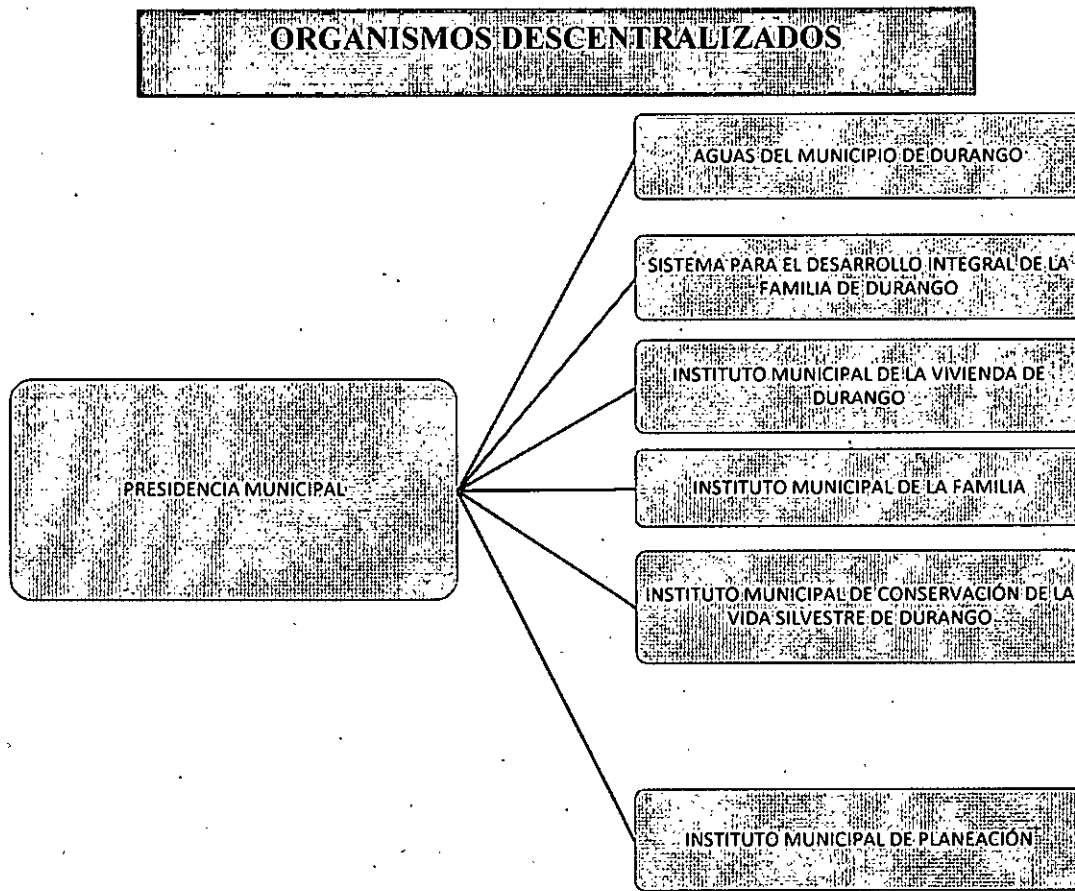 ORGANISMOS DESCENTRALIZADOS
AGUAS DEL MUNICIPIO DE DURANGO
SISTEMA PARA EL DESARROLLO INTEGRAL DE LA
FAMILIA DE DURANGO
INSTITUTO MUNICIPAL DE LA VIVIENDA DE
DURANGO
PRESIDENCIA MUNICIPAL
INSTITUTO MUNICIPAL DE LA FAMILIA
INSTITUTO MUNICIPAL DE CONSERVACIÓN DE LA
VIDA SILVESTRE DE DURANGO
INSTITUTO MUNICIPAL DE PLANEACIÓN